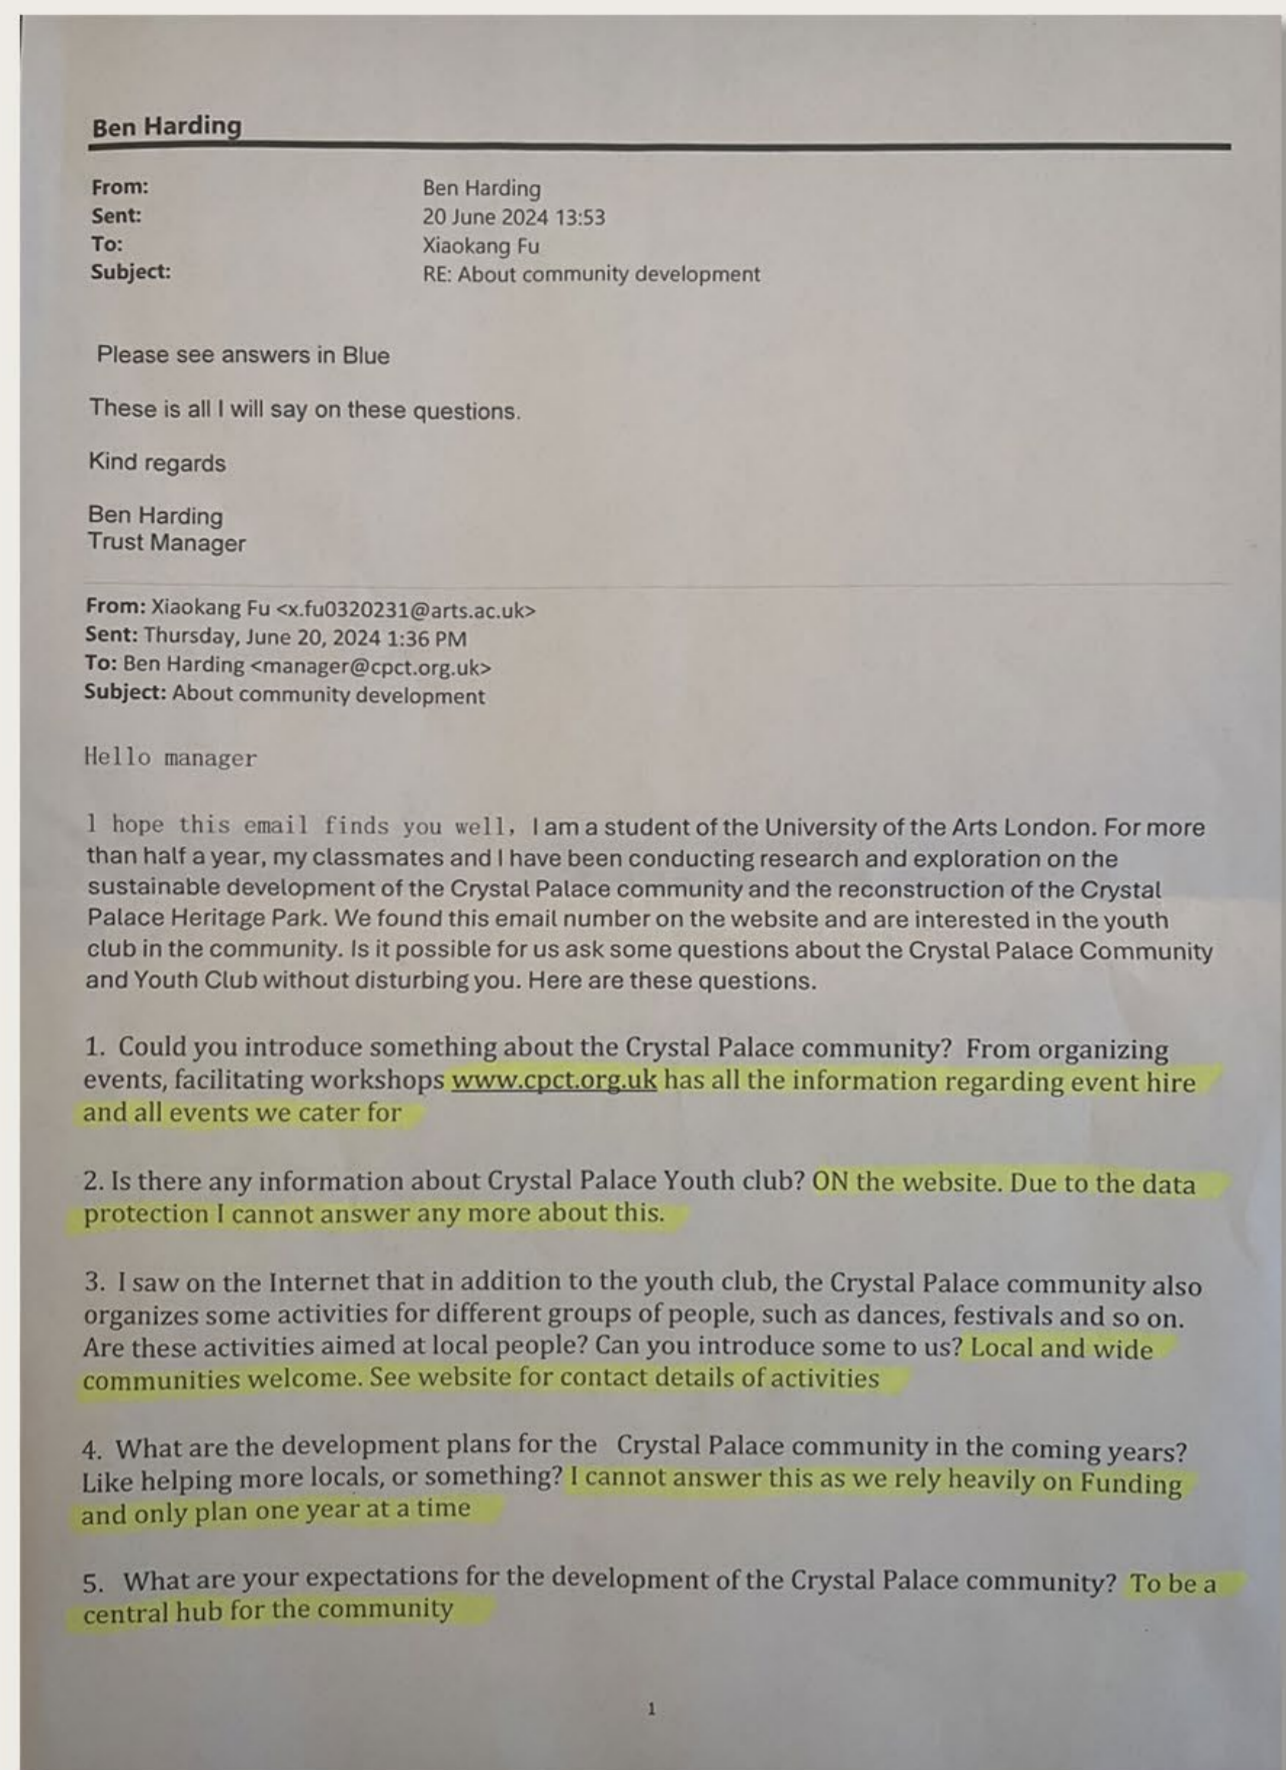 Ben Harding
From: Ben Harding
Sent: 20 June 2024 13:53
To: Xiaokang Fu
Subject: RE: About community development
Please see answers in Blue
These is all I will say on these questions.
Kind regards
Ben Harding
Trust Manager
From: Xiaokang Fu <x.fu0320231@arts.ac.uk>
Sent: Thursday, June 20, 2024 1:36 PM
To: Ben Harding <manager@cpct.org.uk>
Subject: About community development
Hello manager
l hope this email finds you well, I am a student of the University of the Arts London. For more
than half a year, my classmates and I have been conducting research and exploration on the
sustainable development of the Crystal Palace community and the reconstruction of the Crystal
Palace Heritage Park. We found this email number on the website and are interested in the youth
club in the community. Is it possible for us ask some questions about the Crystal Palace Community
and Youth Club without disturbing you. Here are these questions.
1. Could you introduce something about the Crystal Palace community? From organizing
events, facilitating workshops www.cpct.org.uk has all the information regarding event hire
and all events we cater for
2. Is there any information about Crystal Palace Youth club? ON the website. Due to the data
protection I cannot answer any more about this.
3. I saw on the Internet that in addition to the youth club, the Crystal Palace community also
organizes some activities for different groups of people, such as dances, festivals and so on.
Are these activities aimed at local people? Can you introduce some to us? Local and wide
communities welcome. See website for contact details of activities
4. What are the development plans for the Crystal Palace community in the coming years?
Like helping more locals, or something? I cannot answer this as we rely heavily on Funding
and only plan one year at a time
5. What are your expectations for the development of the Crystal Palace community? To be a
central hub for the community
1